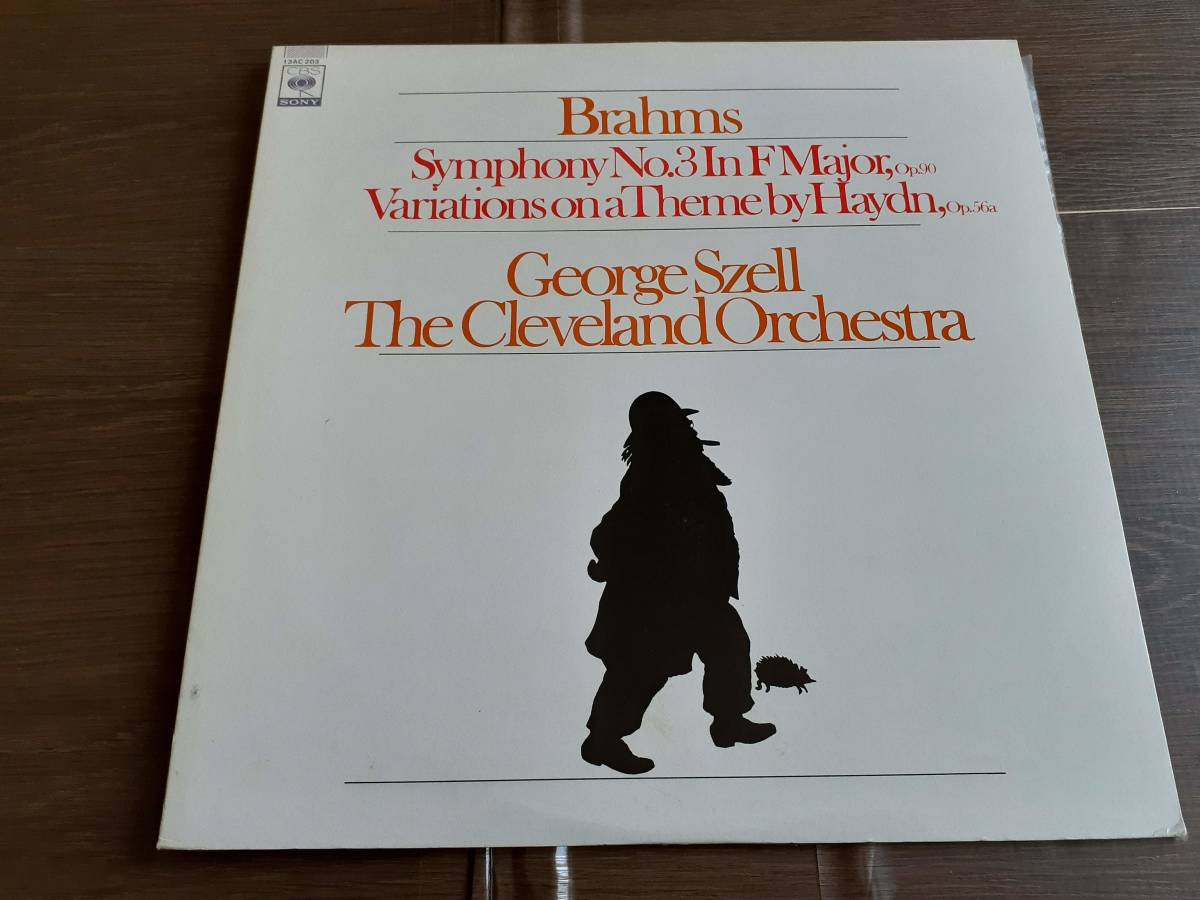 13AC 203
CBS
SONY
Brahms
Symphony No.3 In F Major, Op.90
Variations on a Theme by Haydn, Op.56a
George Szell
The Cleveland Orchestra